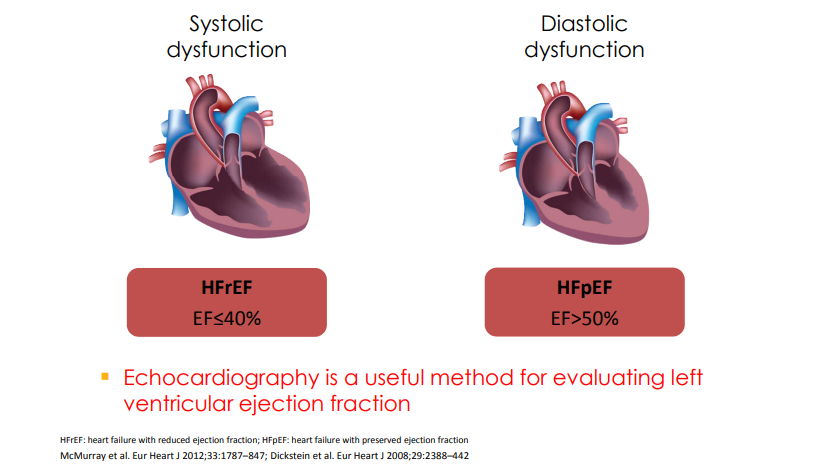 Systolic
dysfunction
Diastolic
dysfunction
HFrEF
EF≤40%
HFpEF
EF>50%
Echocardiography is a useful method for evaluating left
ventricular ejection fraction
HFrEF: heart failure with reduced ejection fraction; HFpEF: heart failure with preserved ejection fraction
McMurray et al. Eur Heart J 2012;33:1787–847; Dickstein et al. Eur Heart J 2008;29:2388–442